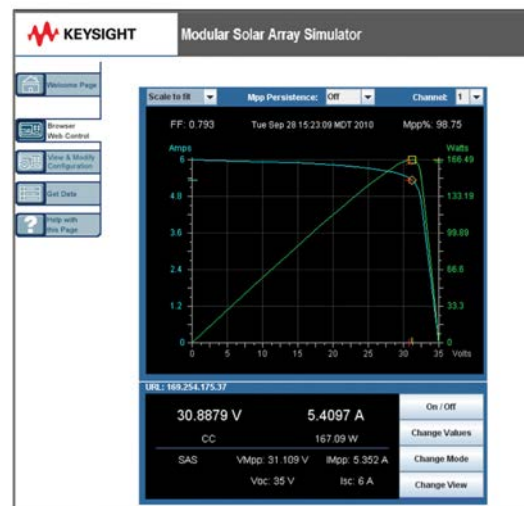 KEYSIGHT Modular Solar Array Simulator
Welcome Page
Browser
Web Control
View & Modify
Configuration
Get Data
Help with
this Page
Scale to fit Mpp Persistence: Off Channel: 1
FF: 0.793 Tue Sep 28 15:23:09 MDT 2010 Mpp%: 98.75
Amps Watts
6 166.49
4.8 133.19
3.6 99.89
2.4 66.6
1.2 33.3
0 0
0 5 10 15 20 25 30 35 Volts
URL: 169.254.175.37
30.8879 V 5.4097 A
CC 167.09 W
SAS VMpp: 31.109 V IMpp: 5.352 A
Voc: 35 V Isc: 6 A
On / Off
Change Values
Change Mode
Change View